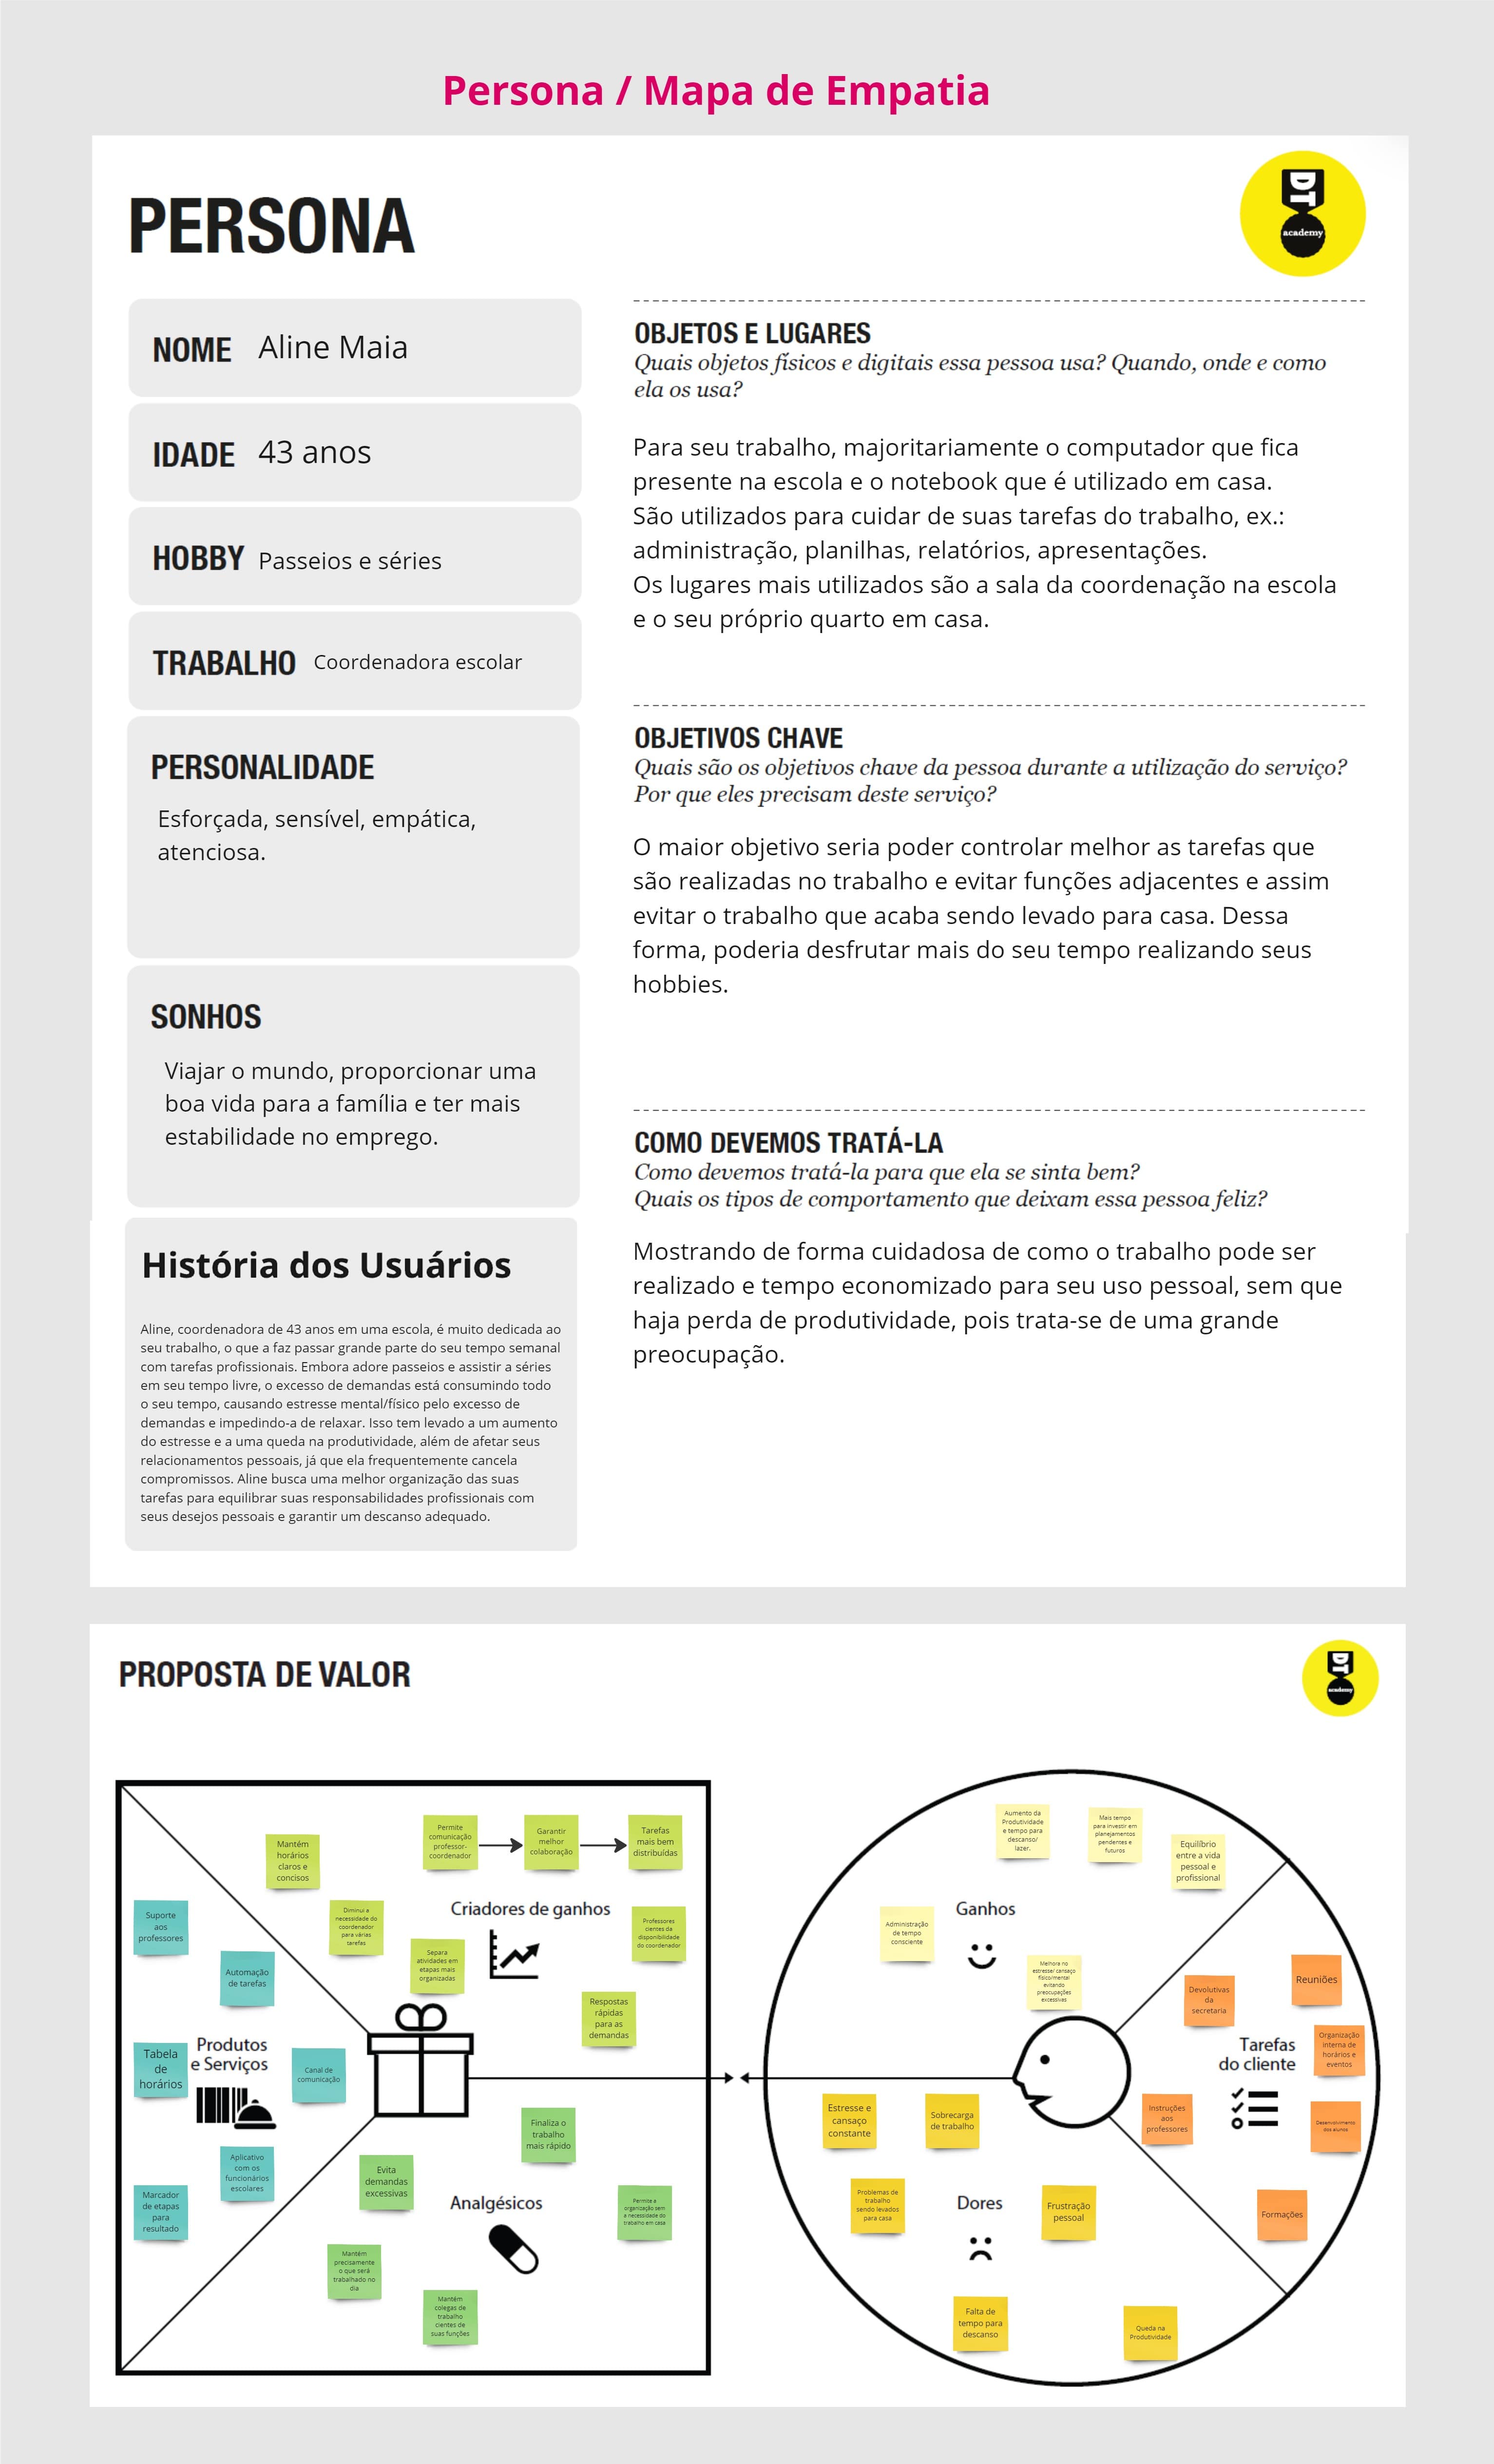 Persona / Mapa de Empatia
PERSONA
DT
academy
NOME Aline Maia
IDADE 43 anos
HOBBY Passeios e séries
TRABALHO Coordenadora escolar
PERSONALIDADE
Esforçada, sensível, empática,
atenciosa.
SONHOS
Viajar o mundo, proporcionar uma
boa vida para a família e ter mais
estabilidade no emprego.
História dos Usuários
Aline, coordenadora de 43 anos em uma escola, é muito dedicada ao
seu trabalho, o que a faz passar grande parte do seu tempo semanal
com tarefas profissionais. Embora adore passeios e assistir a séries
em seu tempo livre, o excesso de demandas está consumindo todo
o seu tempo, causando estresse mental/físico pelo excesso de
demandas e impedindo-a de relaxar. Isso tem levado a um aumento
do estresse e a uma queda na produtividade, além de afetar seus
relacionamentos pessoais, já que ela frequentemente cancela
compromissos. Aline busca uma melhor organização das suas
tarefas para equilibrar suas responsabilidades profissionais com
seus desejos pessoais e garantir um descanso adequado.
OBJETOS E LUGARES
Quais objetos físicos e digitais essa pessoa usa? Quando, onde e como
ela os usa?
Para seu trabalho, majoritariamente o computador que fica
presente na escola e o notebook que é utilizado em casa.
São utilizados para cuidar de suas tarefas do trabalho, ex.:
administração, planilhas, relatórios, apresentações.
Os lugares mais utilizados são a sala da coordenação na escola
e o seu próprio quarto em casa.
OBJETIVOS CHAVE
Quais são os objetivos chave da pessoa durante a utilização do serviço?
Por que eles precisam deste serviço?
O maior objetivo seria poder controlar melhor as tarefas que
são realizadas no trabalho e evitar funções adjacentes e assim
evitar o trabalho que acaba sendo levado para casa. Dessa
forma, poderia desfrutar mais do seu tempo realizando seus
hobbies.
COMO DEVEMOS TRATÁ-LA
Como devemos tratá-la para que ela se sinta bem?
Quais os tipos de comportamento que deixam essa pessoa feliz?
Mostrando de forma cuidadosa de como o trabalho pode ser
realizado e tempo economizado para seu uso pessoal, sem que
haja perda de produtividade, pois trata-se de uma grande
preocupação.
PROPOSTA DE VALOR
DT
academy
Produtos
e Serviços
Suporte
aos
professores
Automação
de tarefas
Tabela
de
horários
Canal de
comunicação
Aplicativo
com os
funcionários
escolares
Marcador
de etapas
para
resultado
Criadores de ganhos
Mantém
horários
claros e
concisos
Permite
comunicação
professor-
coordenador
Garantir
melhor
colaboração
Tarefas
mais bem
distribuídas
Diminui a
necessidade do
coordenador
para várias
tarefas
Separa
atividades em
etapas mais
organizadas
Professores
cientes da
disponibilidade
do coordenador
Respostas
rápidas
para as
demandas
Analgésicos
Finaliza o
trabalho
mais rápido
Evita
demandas
excessivas
Permite a
organização sem
a necessidade do
trabalho em casa
Mantém
precisamente
o que será
trabalhado no
dia
Mantém
colegas de
trabalho
cientes de
suas funções
Ganhos
Aumento da
Produtividade
e tempo para
descanso/
lazer.
Mais tempo
para investir em
planejamentos
pendentes e
futuros
Equilíbrio
entre a vida
pessoal e
profissional
Administração
de tempo
consciente
Melhora no
estresse/ cansaço
físico/mental
evitando
preocupações
excessivas
Tarefas
do cliente
Devolutivas
da
secretaria
Reuniões
Organização
interna de
horários e
eventos
Instruções
aos
professores
Desenvolvimento
dos alunos
Formações
Dores
Estresse e
cansaço
constante
Sobrecarga
de trabalho
Problemas de
trabalho
sendo levados
para casa
Frustração
pessoal
Falta de
tempo para
descanso
Queda na
Produtividade